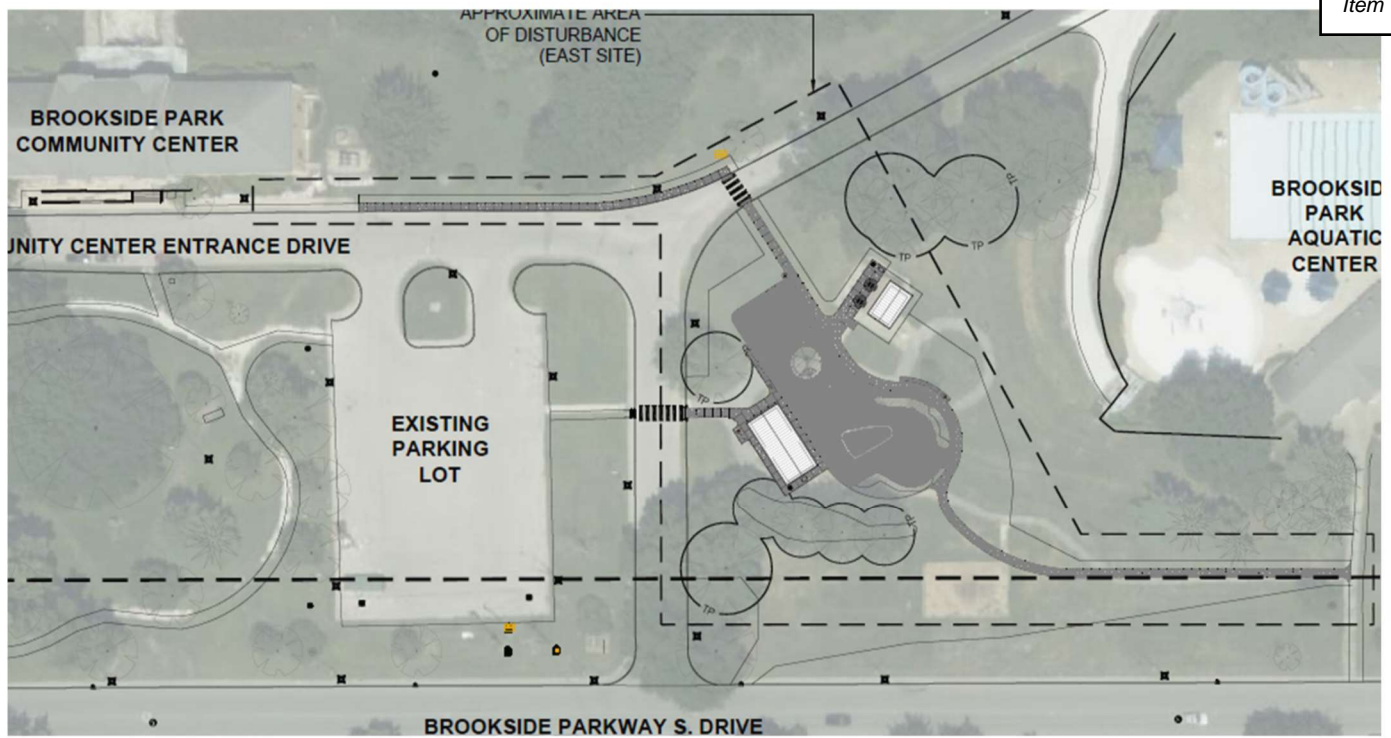 Item
APPROXIMATE AREA
OF DISTURBANCE
(EAST SITE)
BROOKSIDE PARK
COMMUNITY CENTER
BROOKSID
PARK
AQUATIC
CENTER
UNITY CENTER ENTRANCE DRIVE
EXISTING
PARKING
LOT
TP
TP
TP
TP
TP
TP
BROOKSIDE PARKWAY S. DRIVE